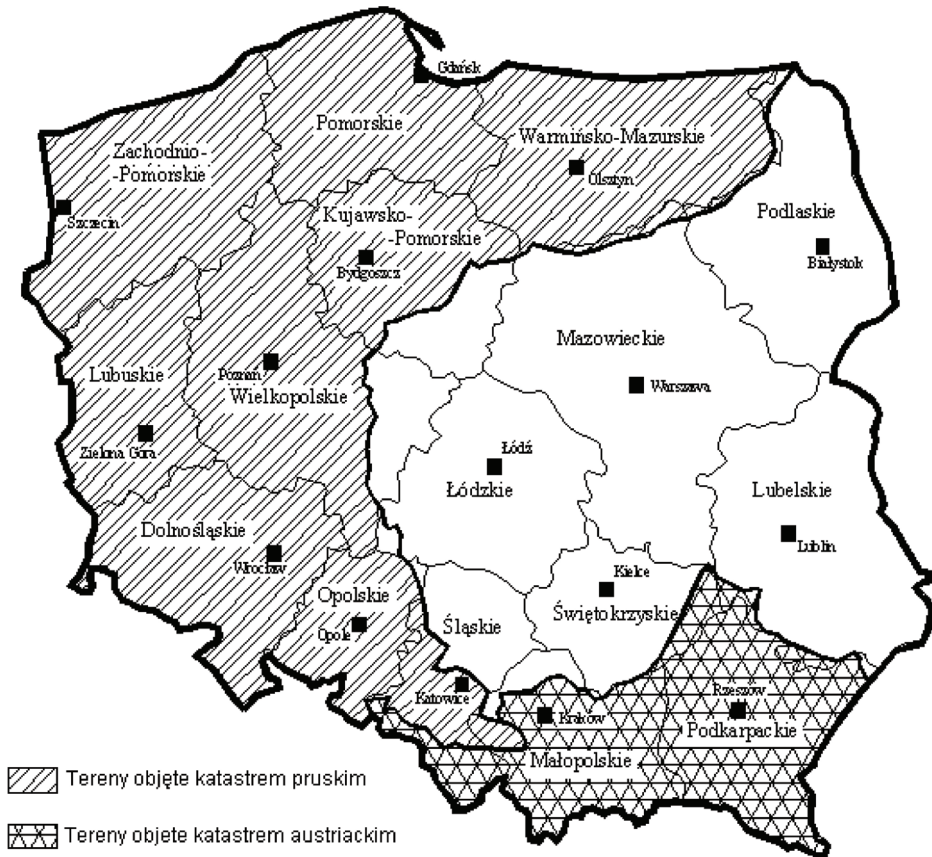 Gdańsk
Pomorskie
Warmińsko-Mazurskie
Olsztyn
Zachodnio-
-Pomorskie
Szczecin
Kujawsko-
-Pomorskie
Bydgoszcz
Podlaskie
Białystok
Mazowieckie
Warszawa
Lubuskie
Zielona Góra
Poznań
Wielkopolskie
Łódź
Łódzkie
Lubelskie
Lublin
Dolnośląskie
Wrocław
Opolskie
Opole
Śląskie
Katowice
Kielce
Świętokrzyskie
Kraków
Małopolskie
Rzeszów
Podkarpackie
Tereny objęte katastrem pruskim
Tereny objete katastrem austriackim